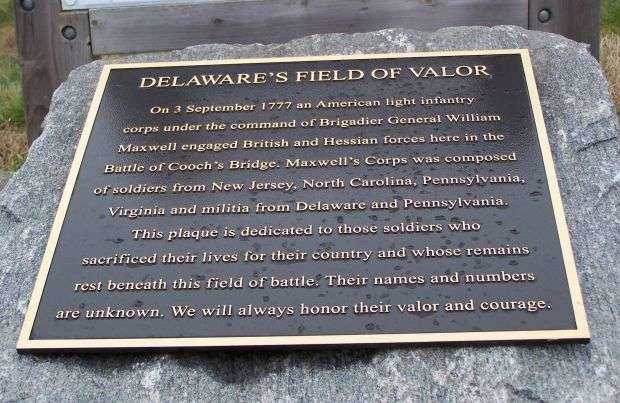 DELAWARE'S FIELD OF VALOR
On 3 September 1777 an American light infantry
corps under the command of Brigadier General William
Maxwell engaged British and Hessian forces here in the
Battle of Cooch's Bridge. Maxwell's Corps was composed
of soldiers from New Jersey, North Carolina, Pennsylvania,
Virginia and militia from Delaware and Pennsylvania.
This plaque is dedicated to those soldiers who
sacrificed their lives for their country and whose remains
rest beneath this field of battle. Their names and numbers
are unknown. We will always honor their valor and courage.